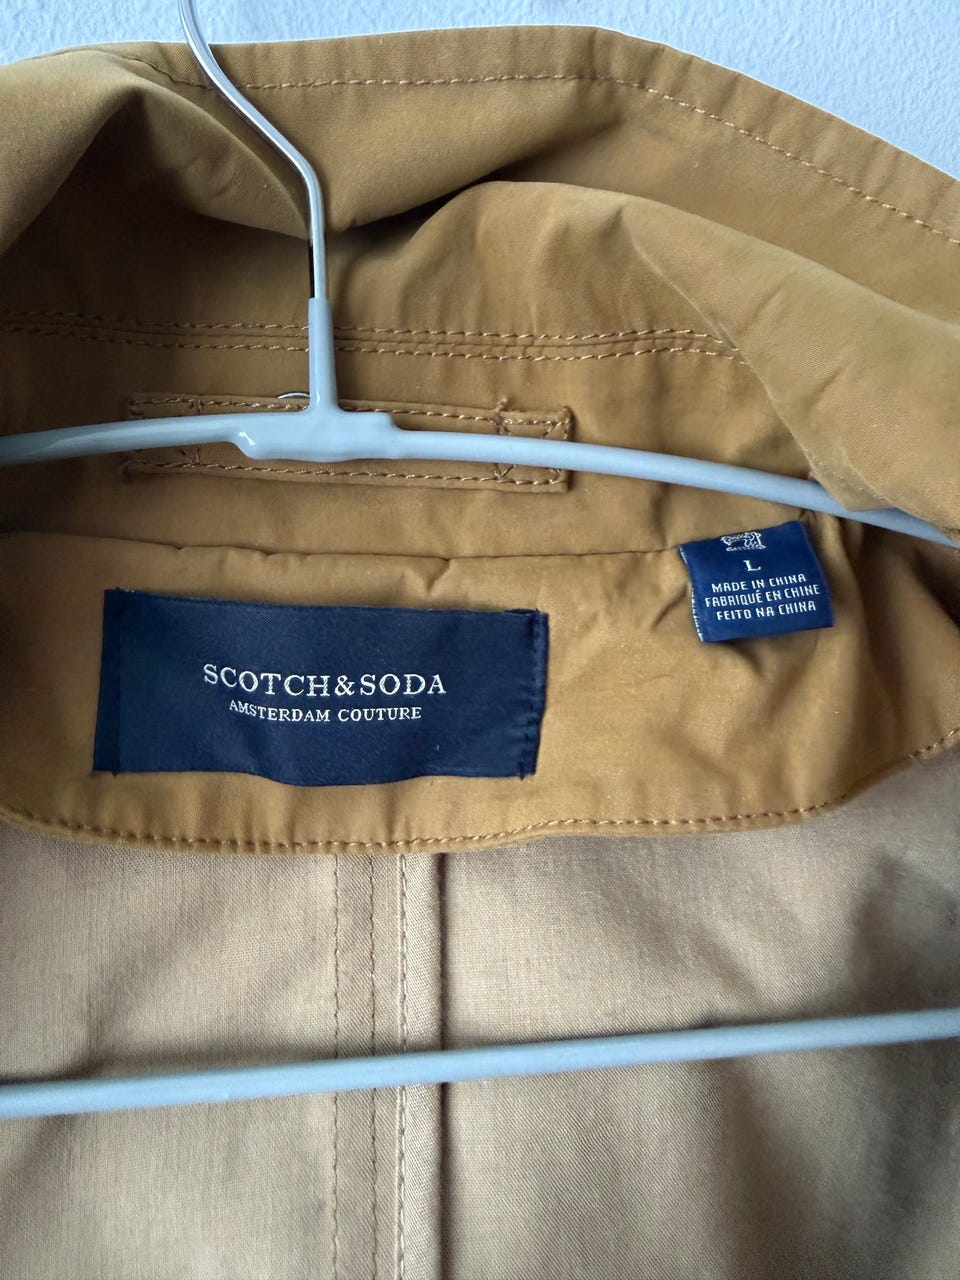 SCOTCH&SODA
AMSTERDAM COUTURE
L
MADE IN CHINA
FABRIQUÉ EN CHINE
FEITO NA CHINA